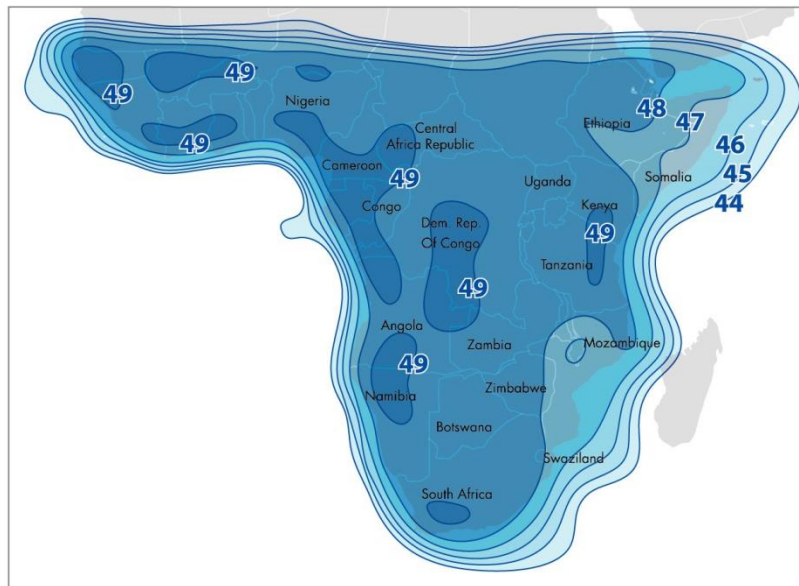 49
49
49
Nigeria
48
47
46
45
44
Ethiopia
Central
Africa Republic
Cameroon
49
Uganda
Somalia
Congo
Kenya
Dem. Rep.
Of Congo
49
Tanzania
49
Angola
Zambia
Mozambique
49
Namibia
Zimbabwe
Botswana
Swaziland
South Africa